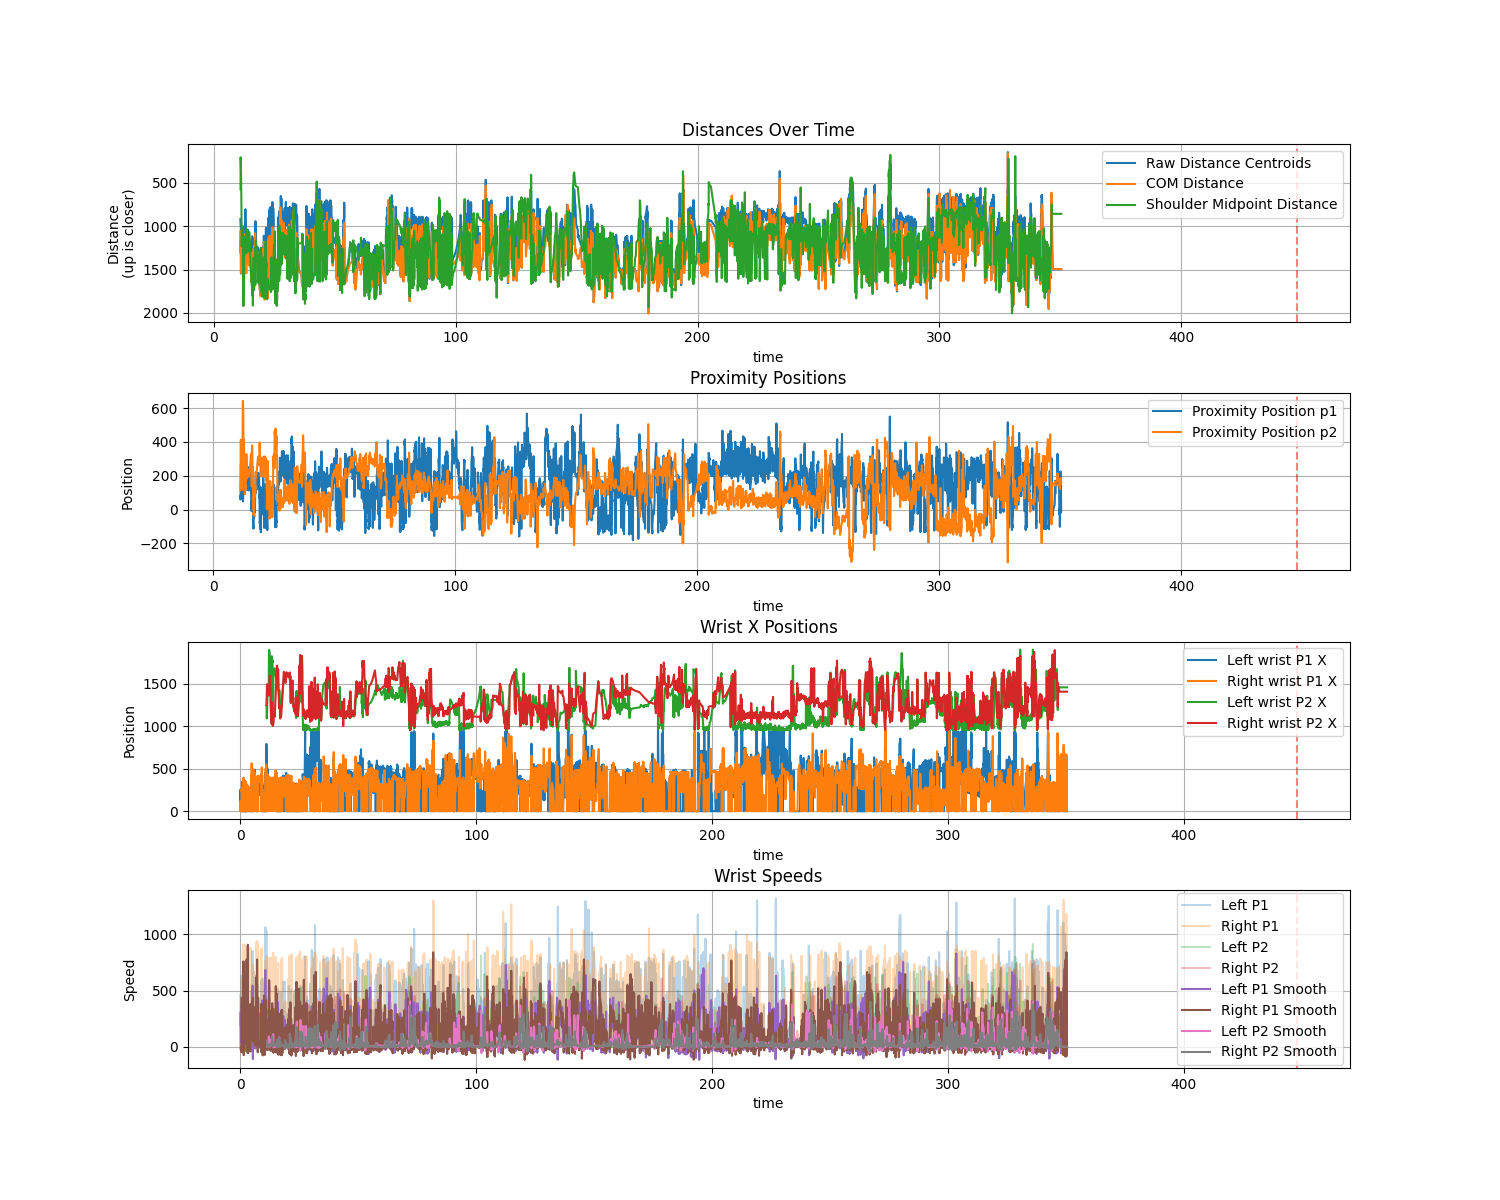 Distances Over Time
Distance
(up is closer)
500
1000
1500
2000
Raw Distance Centroids
COM Distance
Shoulder Midpoint Distance
0 100 200 300 400
time
Proximity Positions
Position
600
400
200
0
−200
Proximity Position p1
Proximity Position p2
0 100 200 300 400
time
Wrist X Positions
Position
1500
1000
500
0
Left wrist P1 X
Right wrist P1 X
Left wrist P2 X
Right wrist P2 X
0 100 200 300 400
time
Wrist Speeds
Speed
1000
500
0
Left P1
Right P1
Left P2
Right P2
Left P1 Smooth
Right P1 Smooth
Left P2 Smooth
Right P2 Smooth
0 100 200 300 400
time